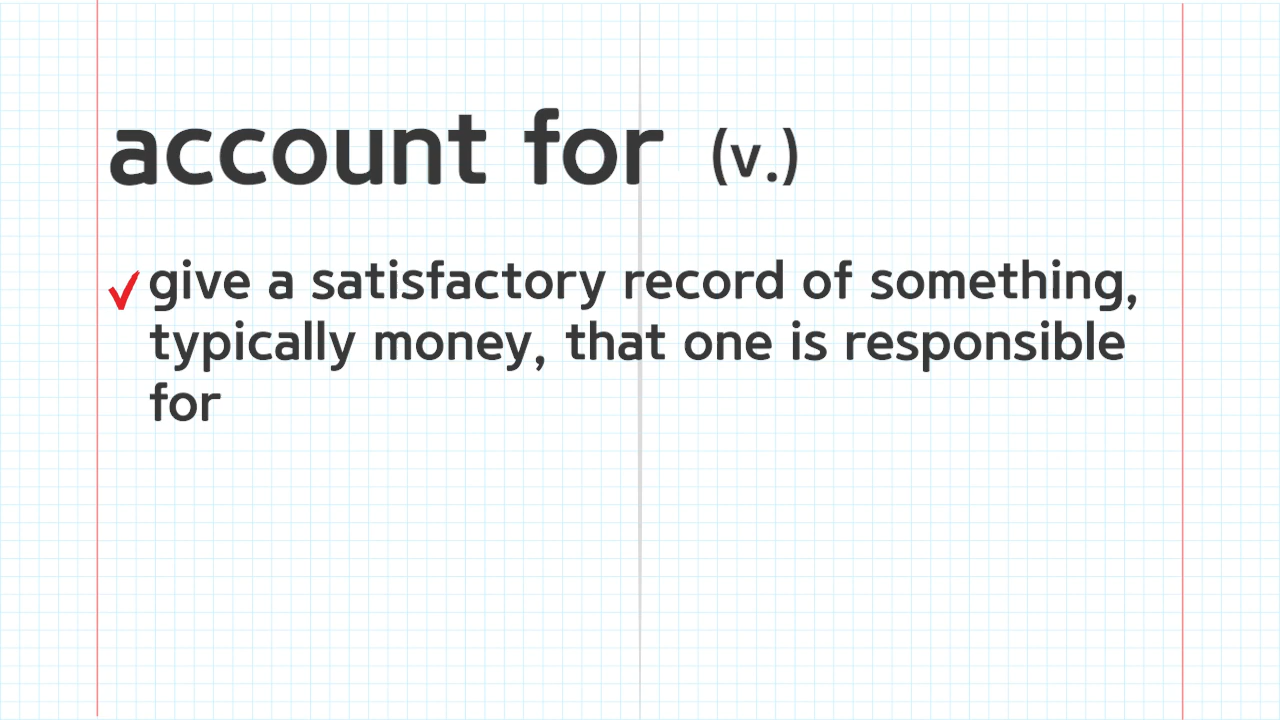 account for (v.)
give a satisfactory record of something,
typically money, that one is responsible
for